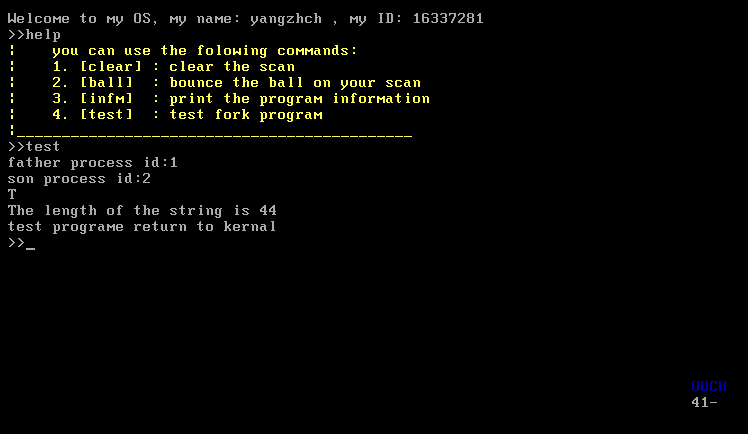 Welcome to my OS, my name: yangzhch , my ID: 16337281
>>help
¦    you can use the folowing commands:
¦    1. [clear] : clear the scan
¦    2. [ball]  : bounce the ball on your scan
¦    3. [infm]  : print the program information
¦    4. [test]  : test fork program
¦____________________________________________
>>test
father process id:1
son process id:2
T
The length of the string is 44
test programe return to kernal
>>_
OUCH
41-